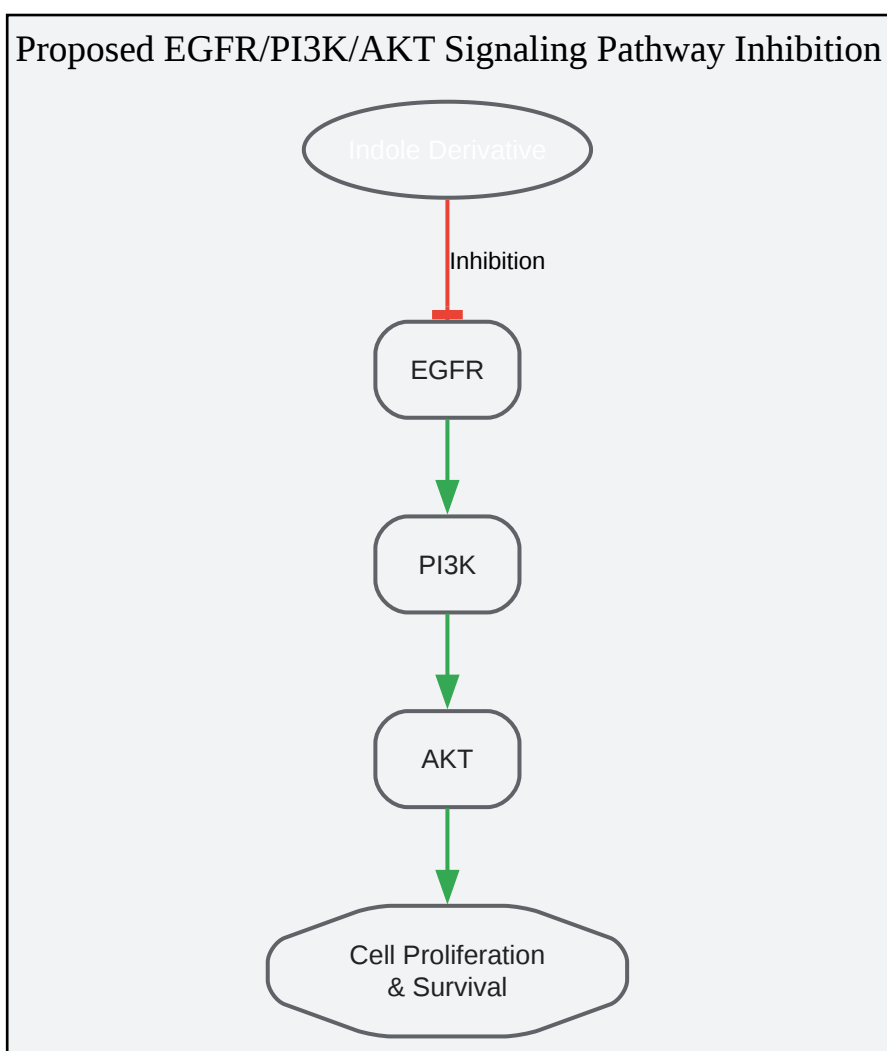 Proposed EGFR/PI3K/AKT Signaling Pathway Inhibition
Indole Derivative
Inhibition
EGFR
PI3K
AKT
Cell Proliferation
& Survival